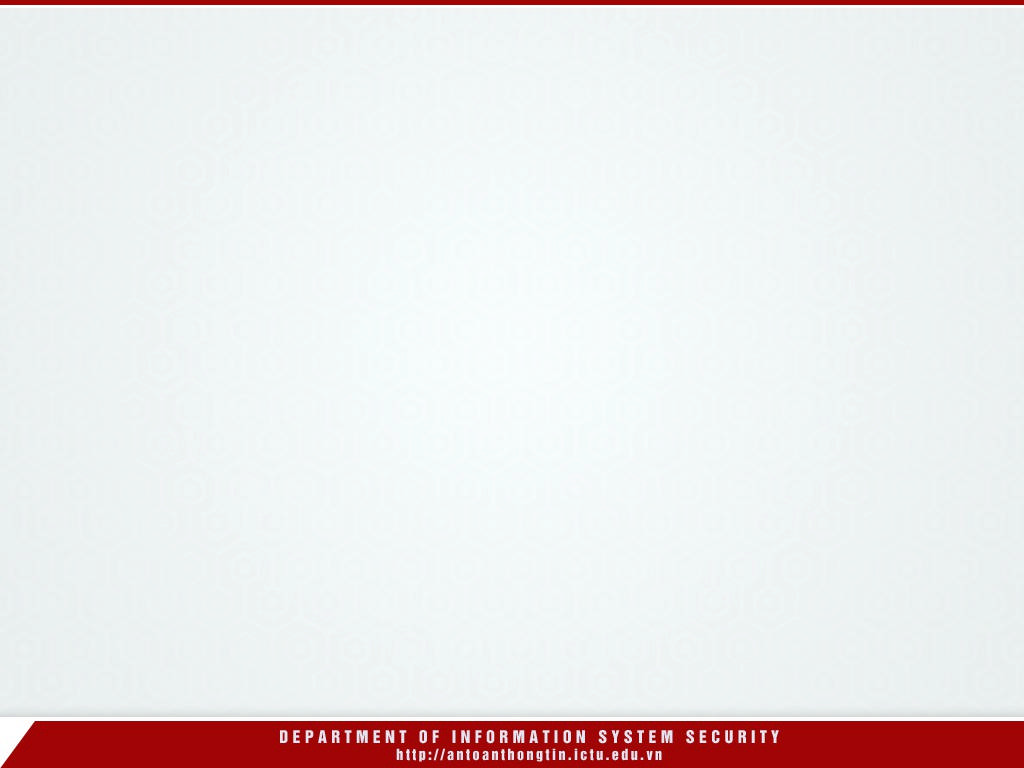 DEPARTMENT OF INFORMATION SYSTEM SECURITY
http://antoanthongtin.ictu.edu.vn